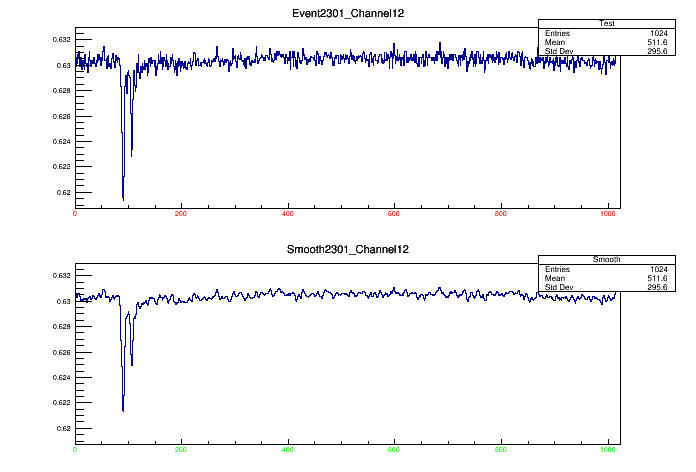 Event2301_Channel12
Test
Entries 1024
Mean 511.6
Std Dev 295.6
0.632
0.63
0.628
0.626
0.624
0.622
0.62
0 200 400 600 800 1000
Smooth2301_Channel12
Smooth
Entries 1024
Mean 511.6
Std Dev 295.6
0.632
0.63
0.628
0.626
0.624
0.622
0.62
0 200 400 600 800 1000